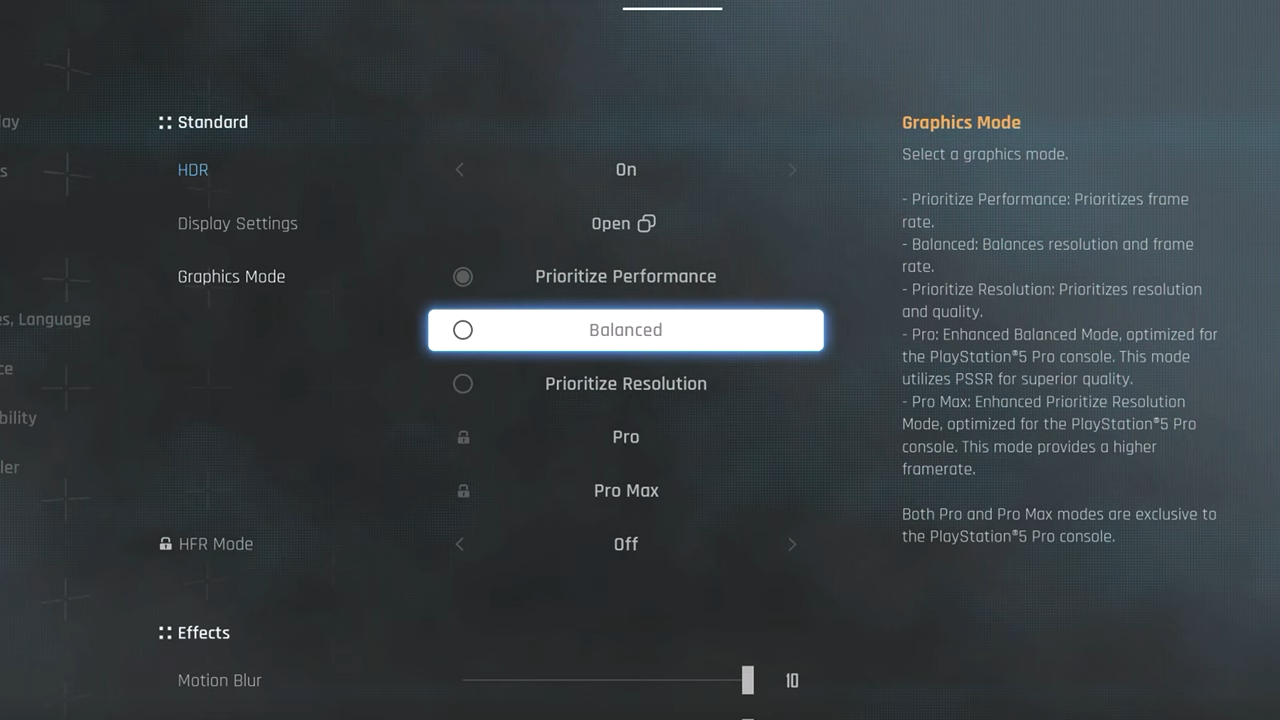 Standard
HDR
On
Display Settings
Open
Graphics Mode
Prioritize Performance
Balanced
Prioritize Resolution
Pro
Pro Max
HFR Mode
Off
Effects
Motion Blur
10
es, Language
Graphics Mode
Select a graphics mode.
- Prioritize Performance: Prioritizes frame
rate.
- Balanced: Balances resolution and frame
rate.
- Prioritize Resolution: Prioritizes resolution
and quality.
- Pro: Enhanced Balanced Mode, optimized for
the PlayStation®5 Pro console. This mode
utilizes PSSR for superior quality.
- Pro Max: Enhanced Prioritize Resolution
Mode, optimized for the PlayStation®5 Pro
console. This mode provides a higher
framerate.
Both Pro and Pro Max modes are exclusive to
the PlayStation®5 Pro console.